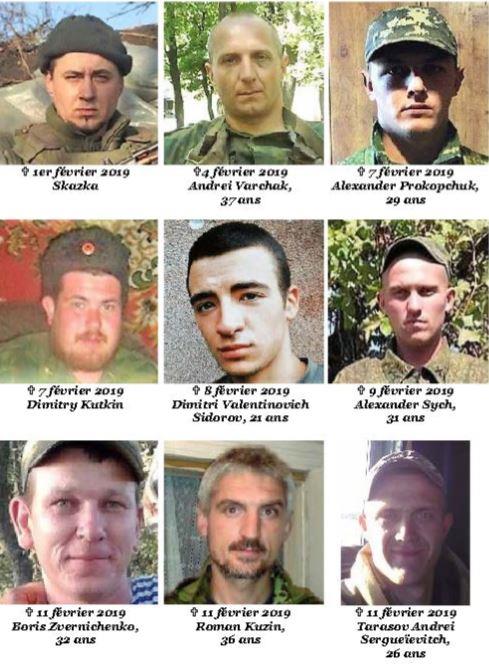 ✞ 1er février 2019
Skazka
✞ 4 février 2019
Andrei Varchak,
37 ans
✞ 7 février 2019
Alexander Prokopchuk,
29 ans
✞ 7 février 2019
Dimitry Kutkin
✞ 8 février 2019
Dimitri Valentinovich
Sidorov, 21 ans
✞ 9 février 2019
Alexander Sych,
31 ans
✞ 11 février 2019
Boris Zvernichenko,
32 ans
✞ 11 février 2019
Roman Kuzin,
36 ans
✞ 11 février 2019
Tarasov Andrei
Sergueïevitch,
26 ans